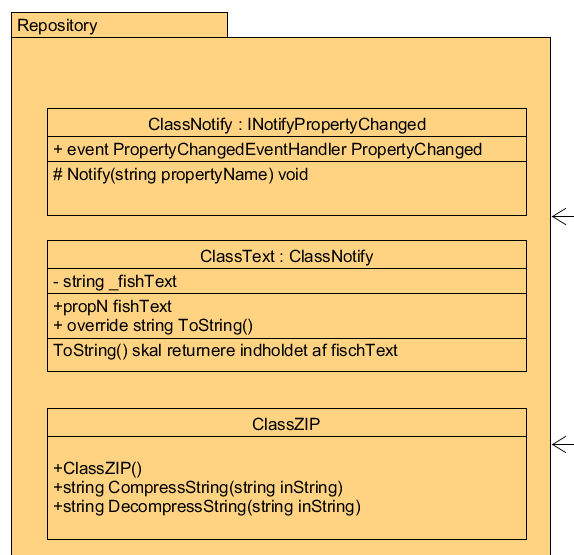 Repository
ClassNotify : INotifyPropertyChanged
+ event PropertyChangedEventHandler PropertyChanged
# Notify(string propertyName) void
ClassText : ClassNotify
- string _fishText
+propN fishText
+ override string ToString()
ToString() skal returnere indholdet af fischText
ClassZIP
+ClassZIP()
+string CompressString(string inString)
+string DecompressString(string inString)